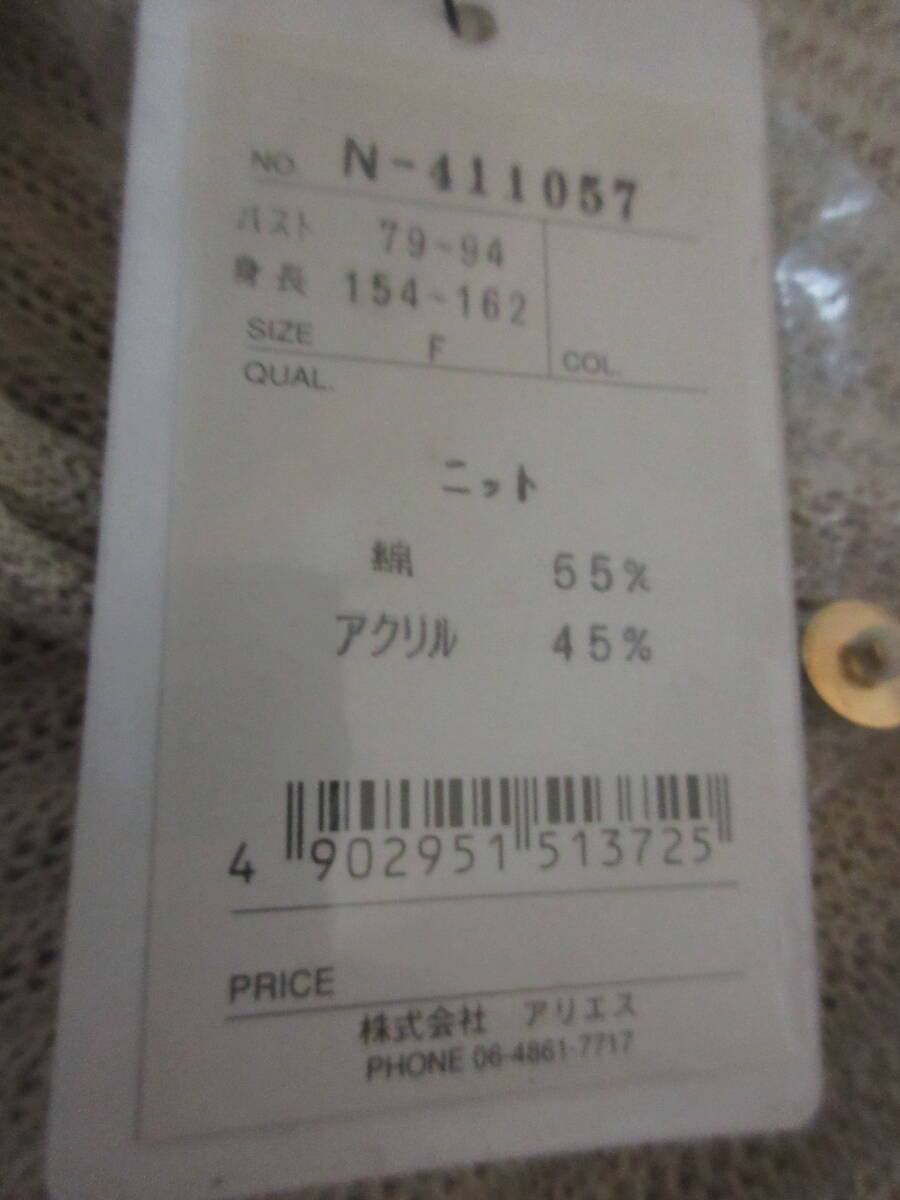 NO. N-411057
バスト 79~94
身長 154~162
SIZE F COL.
QUAL.
ニット
綿 55%
アクリル 45%
4 902951 513725
PRICE
株式会社 アリエス
PHONE 06-4861-7717